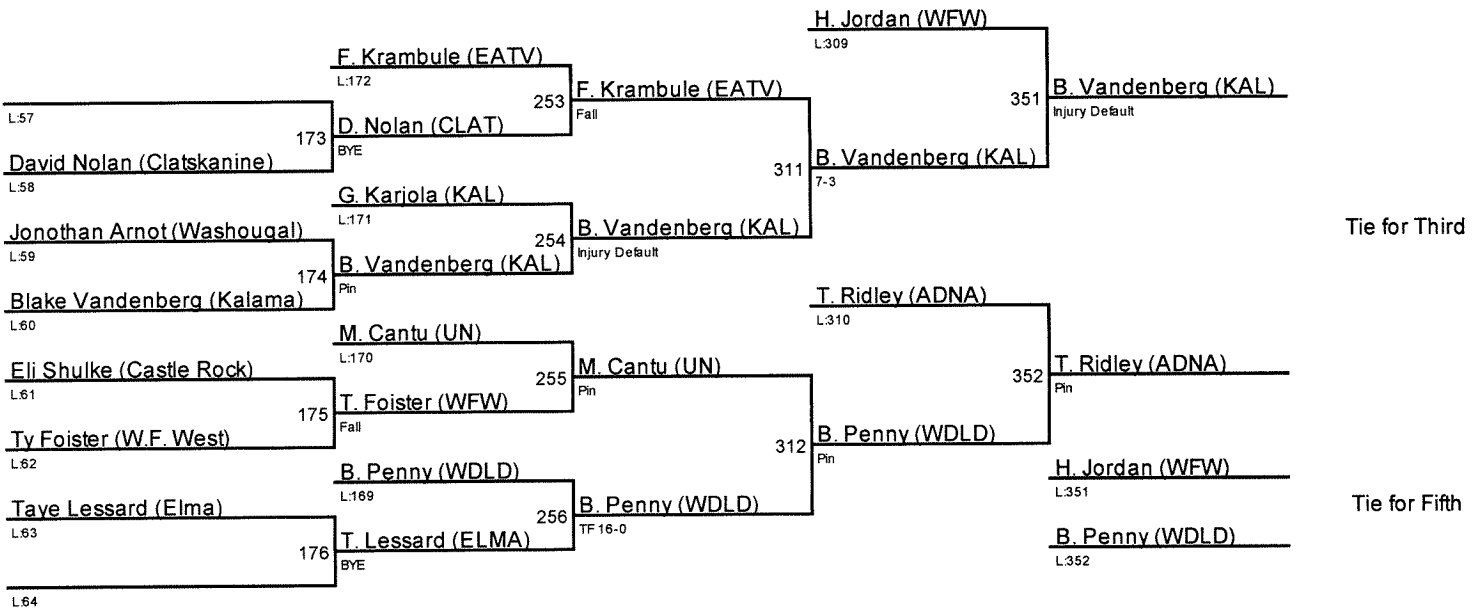 H. Jordan (WFW)
L:309
F. Krambule (EATV)
L:172
253
F. Krambule (EATV)
Fall
351
B. Vandenberg (KAL)
Injury Default
L:57
173
D. Nolan (CLAT)
BYE
David Nolan (Clatskanine)
L:58
311
B. Vandenberg (KAL)
7-3
G. Karjola (KAL)
L:171
Jonothan Arnot (Washougal)
L:59
254
B. Vandenberg (KAL)
Injury Default
Tie for Third
174
B. Vandenberg (KAL)
Pin
Blake Vandenberg (Kalama)
L:60
T. Ridley (ADNA)
L:310
M. Cantu (UN)
L:170
Eli Shulke (Castle Rock)
L:61
255
M. Cantu (UN)
Pin
352
T. Ridley (ADNA)
Pin
175
T. Foister (WFW)
Fall
Ty Foister (W.F. West)
L:62
312
B. Penny (WDLD)
Pin
B. Penny (WDLD)
L:169
H. Jordan (WFW)
L:351
Taye Lessard (Elma)
L:63
256
B. Penny (WDLD)
TF 16-0
Tie for Fifth
176
T. Lessard (ELMA)
BYE
B. Penny (WDLD)
L:352
L:64